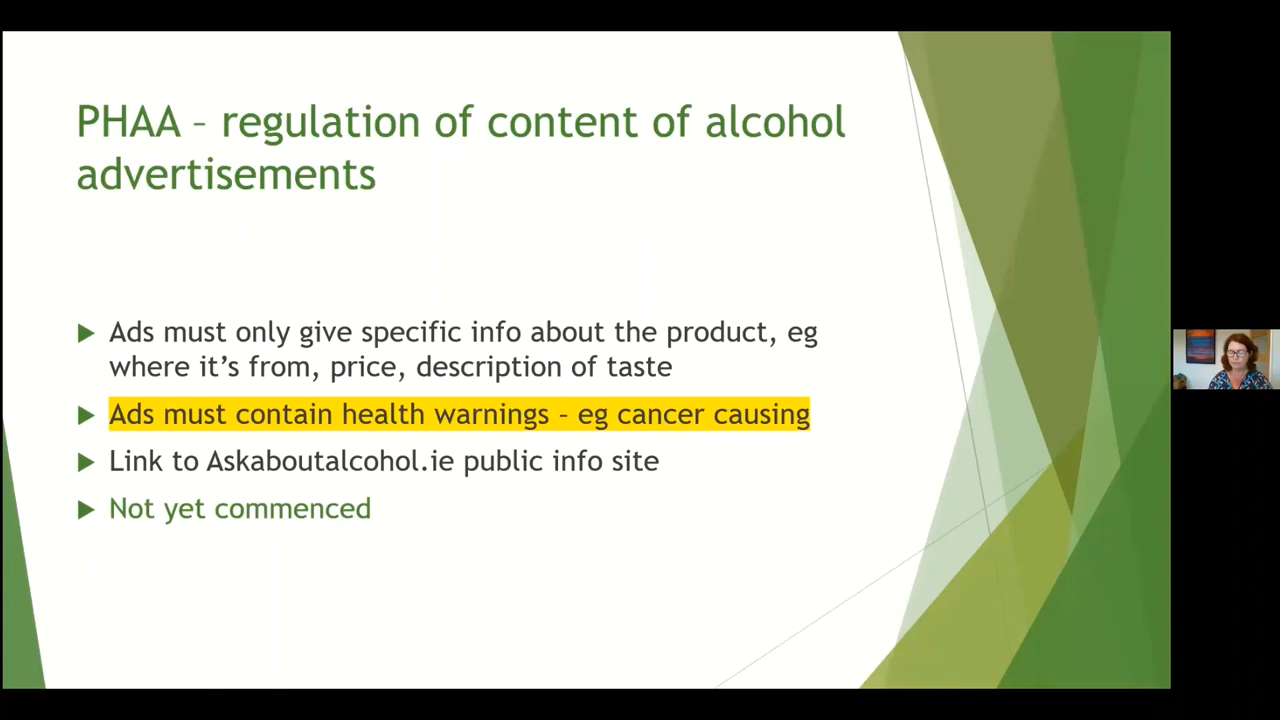 PHAA – regulation of content of alcohol
advertisements
Ads must only give specific info about the product, eg
where it’s from, price, description of taste
Ads must contain health warnings – eg cancer causing
Link to Askaboutalcohol.ie public info site
Not yet commenced